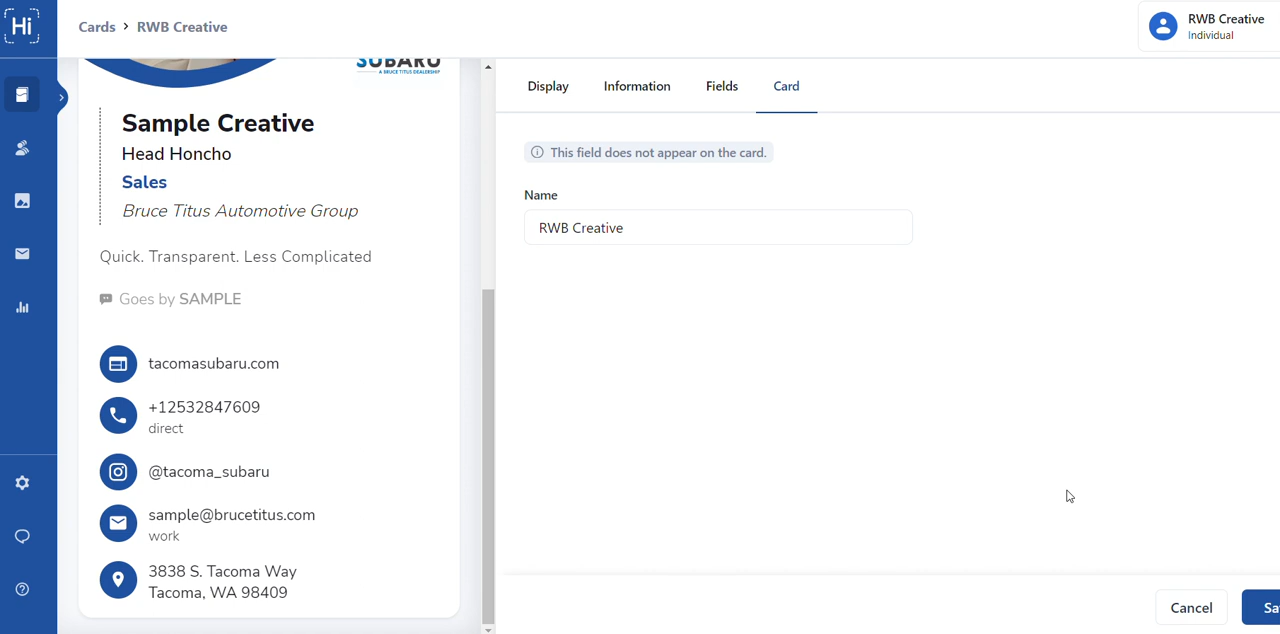 Hi
Cards > RWB Creative
RWB Creative
Individual
SUBARU
A BRUCE TITUS DEALERSHIP
Display
Information
Fields
Card
Sample Creative
Head Honcho
Sales
Bruce Titus Automotive Group
Quick. Transparent. Less Complicated
Goes by SAMPLE
tacomasubaru.com
+12532847609
direct
@tacoma_subaru
sample@brucetitus.com
work
3838 S. Tacoma Way
Tacoma, WA 98409
This field does not appear on the card.
Name
RWB Creative
Cancel
Sa